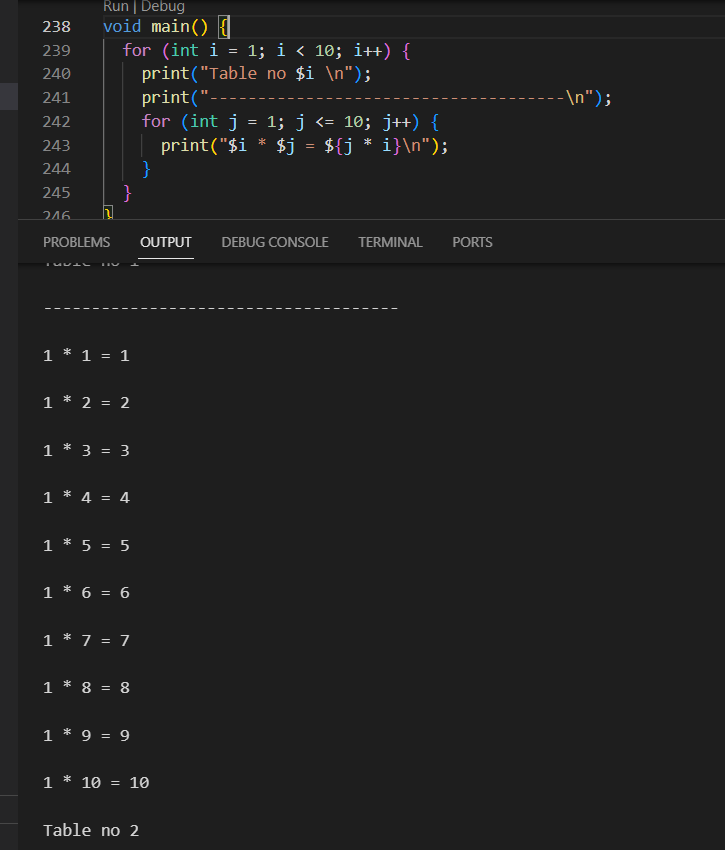 Run | Debug
238 void main() {
239 for (int i = 1; i < 10; i++) {
240 print("Table no $i \n");
241 print("-------------------------------------\n");
242 for (int j = 1; j <= 10; j++) {
243 print("$i * $j = ${j * i}\n");
244 }
245 }
246 }
PROBLEMS OUTPUT DEBUG CONSOLE TERMINAL PORTS
Table no 1
-------------------------------------
1 * 1 = 1
1 * 2 = 2
1 * 3 = 3
1 * 4 = 4
1 * 5 = 5
1 * 6 = 6
1 * 7 = 7
1 * 8 = 8
1 * 9 = 9
1 * 10 = 10
Table no 2